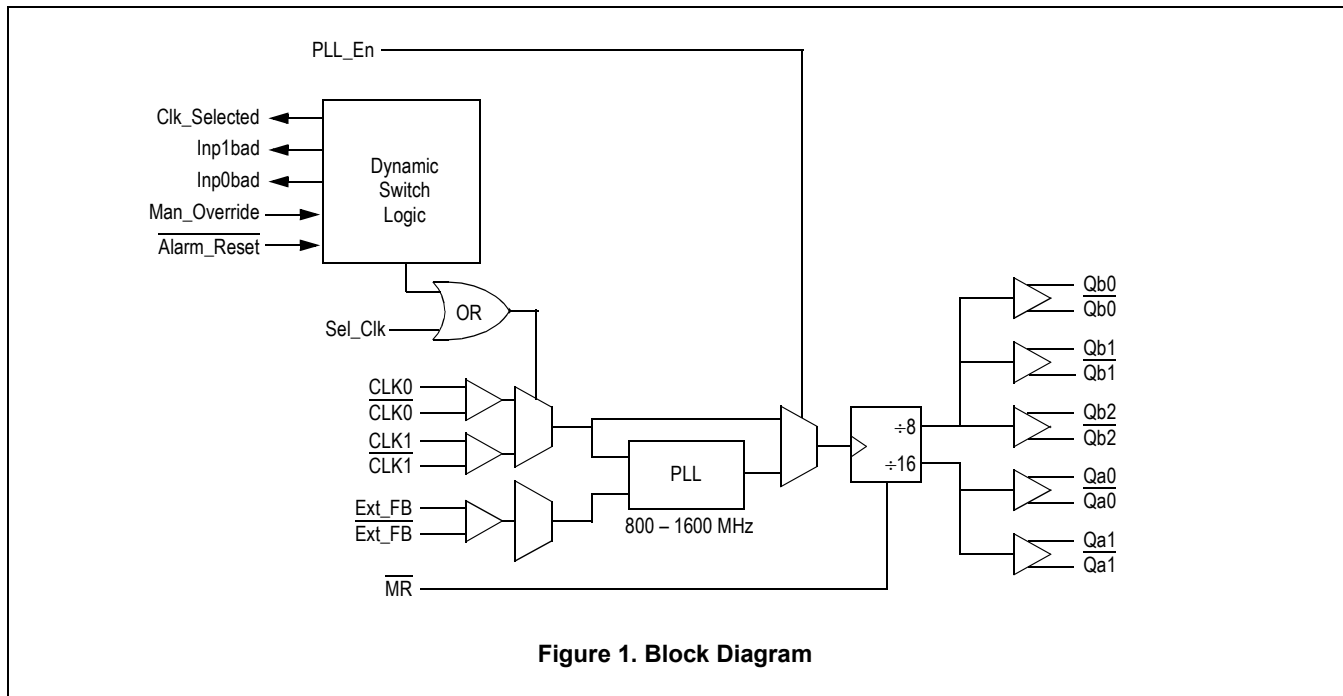 PLL_En
Clk_Selected
Inp1bad
Inp0bad
Man_Override
Alarm_Reset
Dynamic
Switch
Logic
OR
Sel_Clk
CLK0
CLK0
CLK1
CLK1
Ext_FB
Ext_FB
MR
PLL
800 – 1600 MHz
÷8
÷16
Qb0
Qb0
Qb1
Qb1
Qb2
Qb2
Qa0
Qa0
Qa1
Qa1
Figure 1. Block Diagram